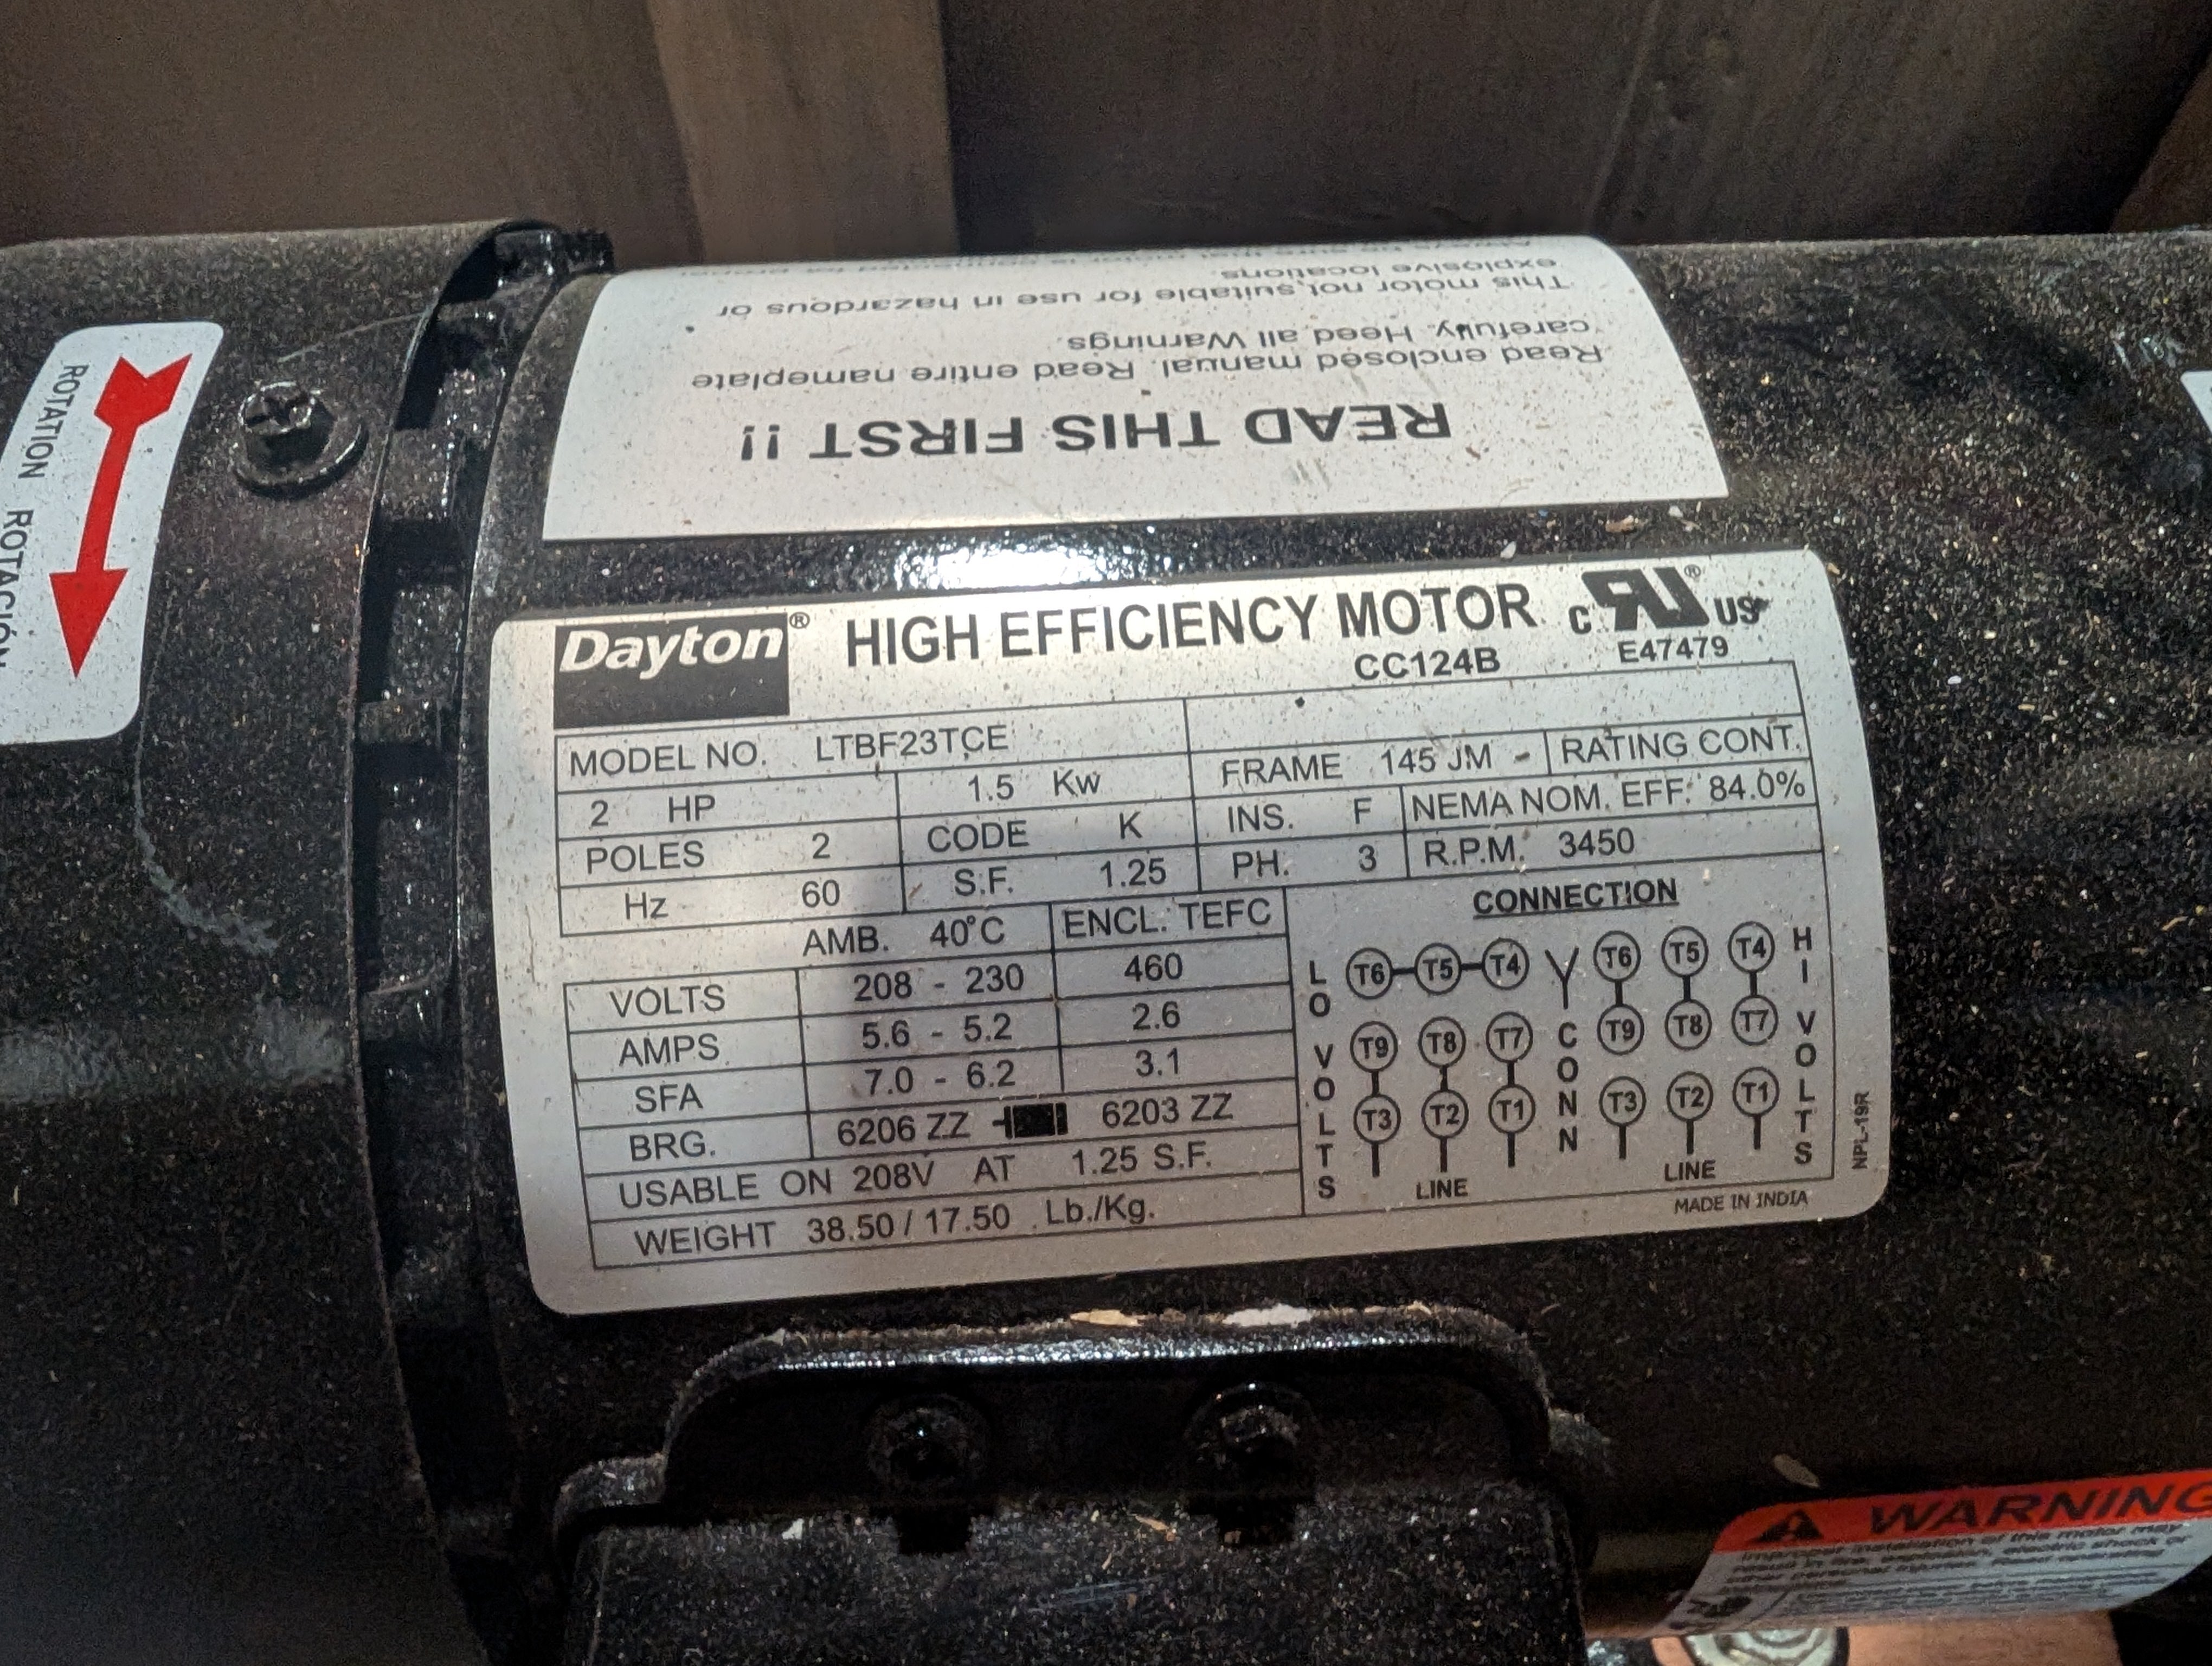 ROTATION ROTACIÓN
explosive locations.
This motor not suitable for use in hazardous or
carefully. Heed all Warnings.
Read enclosed manual. Read entire nameplate
READ THIS FIRST !!
Dayton® HIGH EFFICIENCY MOTOR c RU® US
CC124B E47479
MODEL NO. LTBF23TCE
2 HP 1.5 Kw FRAME 145 JM - RATING CONT.
POLES 2 CODE K INS. F NEMA NOM. EFF. 84.0%
Hz 60 S.F. 1.25 PH. 3 R.P.M. 3450
AMB. 40°C ENCL. TEFC
VOLTS 208 - 230 460
AMPS 5.6 - 5.2 2.6
SFA 7.0 - 6.2 3.1
BRG. 6206 ZZ 6203 ZZ
USABLE ON 208V AT 1.25 S.F.
WEIGHT 38.50 / 17.50 Lb./Kg.
CONNECTION
LO VOLTS
T6 T5 T4
T9 T8 T7
T3 T2 T1
LINE
Y CONN
T6 T5 T4
T9 T8 T7
T3 T2 T1
LINE
HI VOLTS
MADE IN INDIA
NPL-19R
WARNING